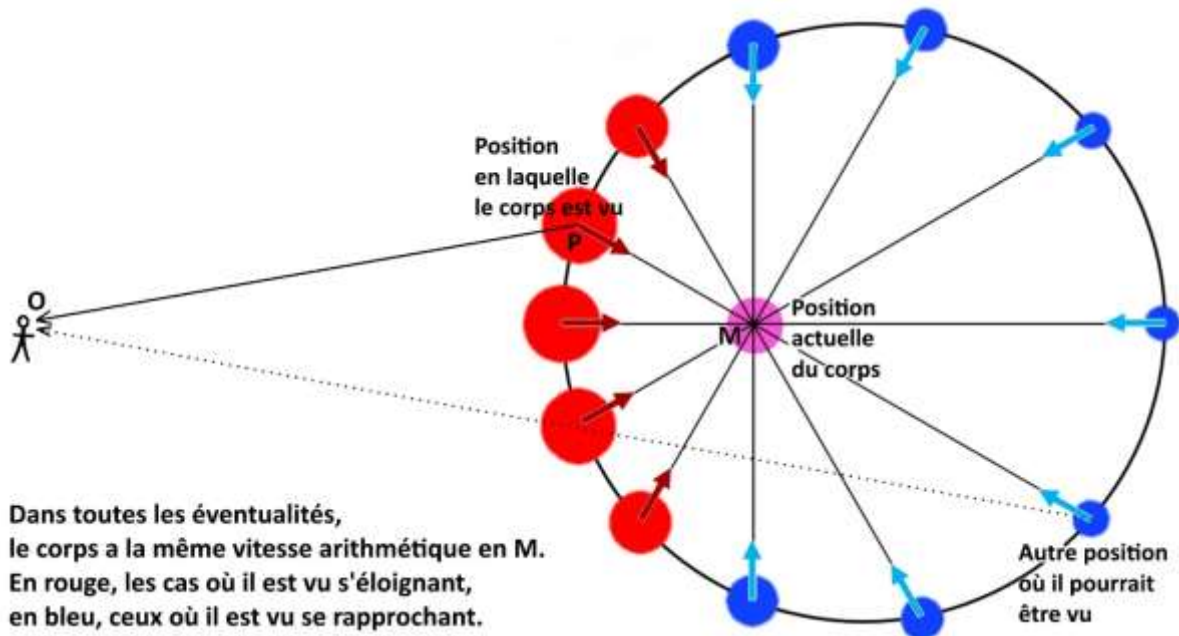 Position
en laquelle
le corps est vu
P
O
M
Position
actuelle
du corps
Dans toutes les éventualités,
le corps a la même vitesse arithmétique en M.
En rouge, les cas où il est vu s'éloignant,
en bleu, ceux où il est vu se rapprochant.
Autre position
où il pourrait
être vu